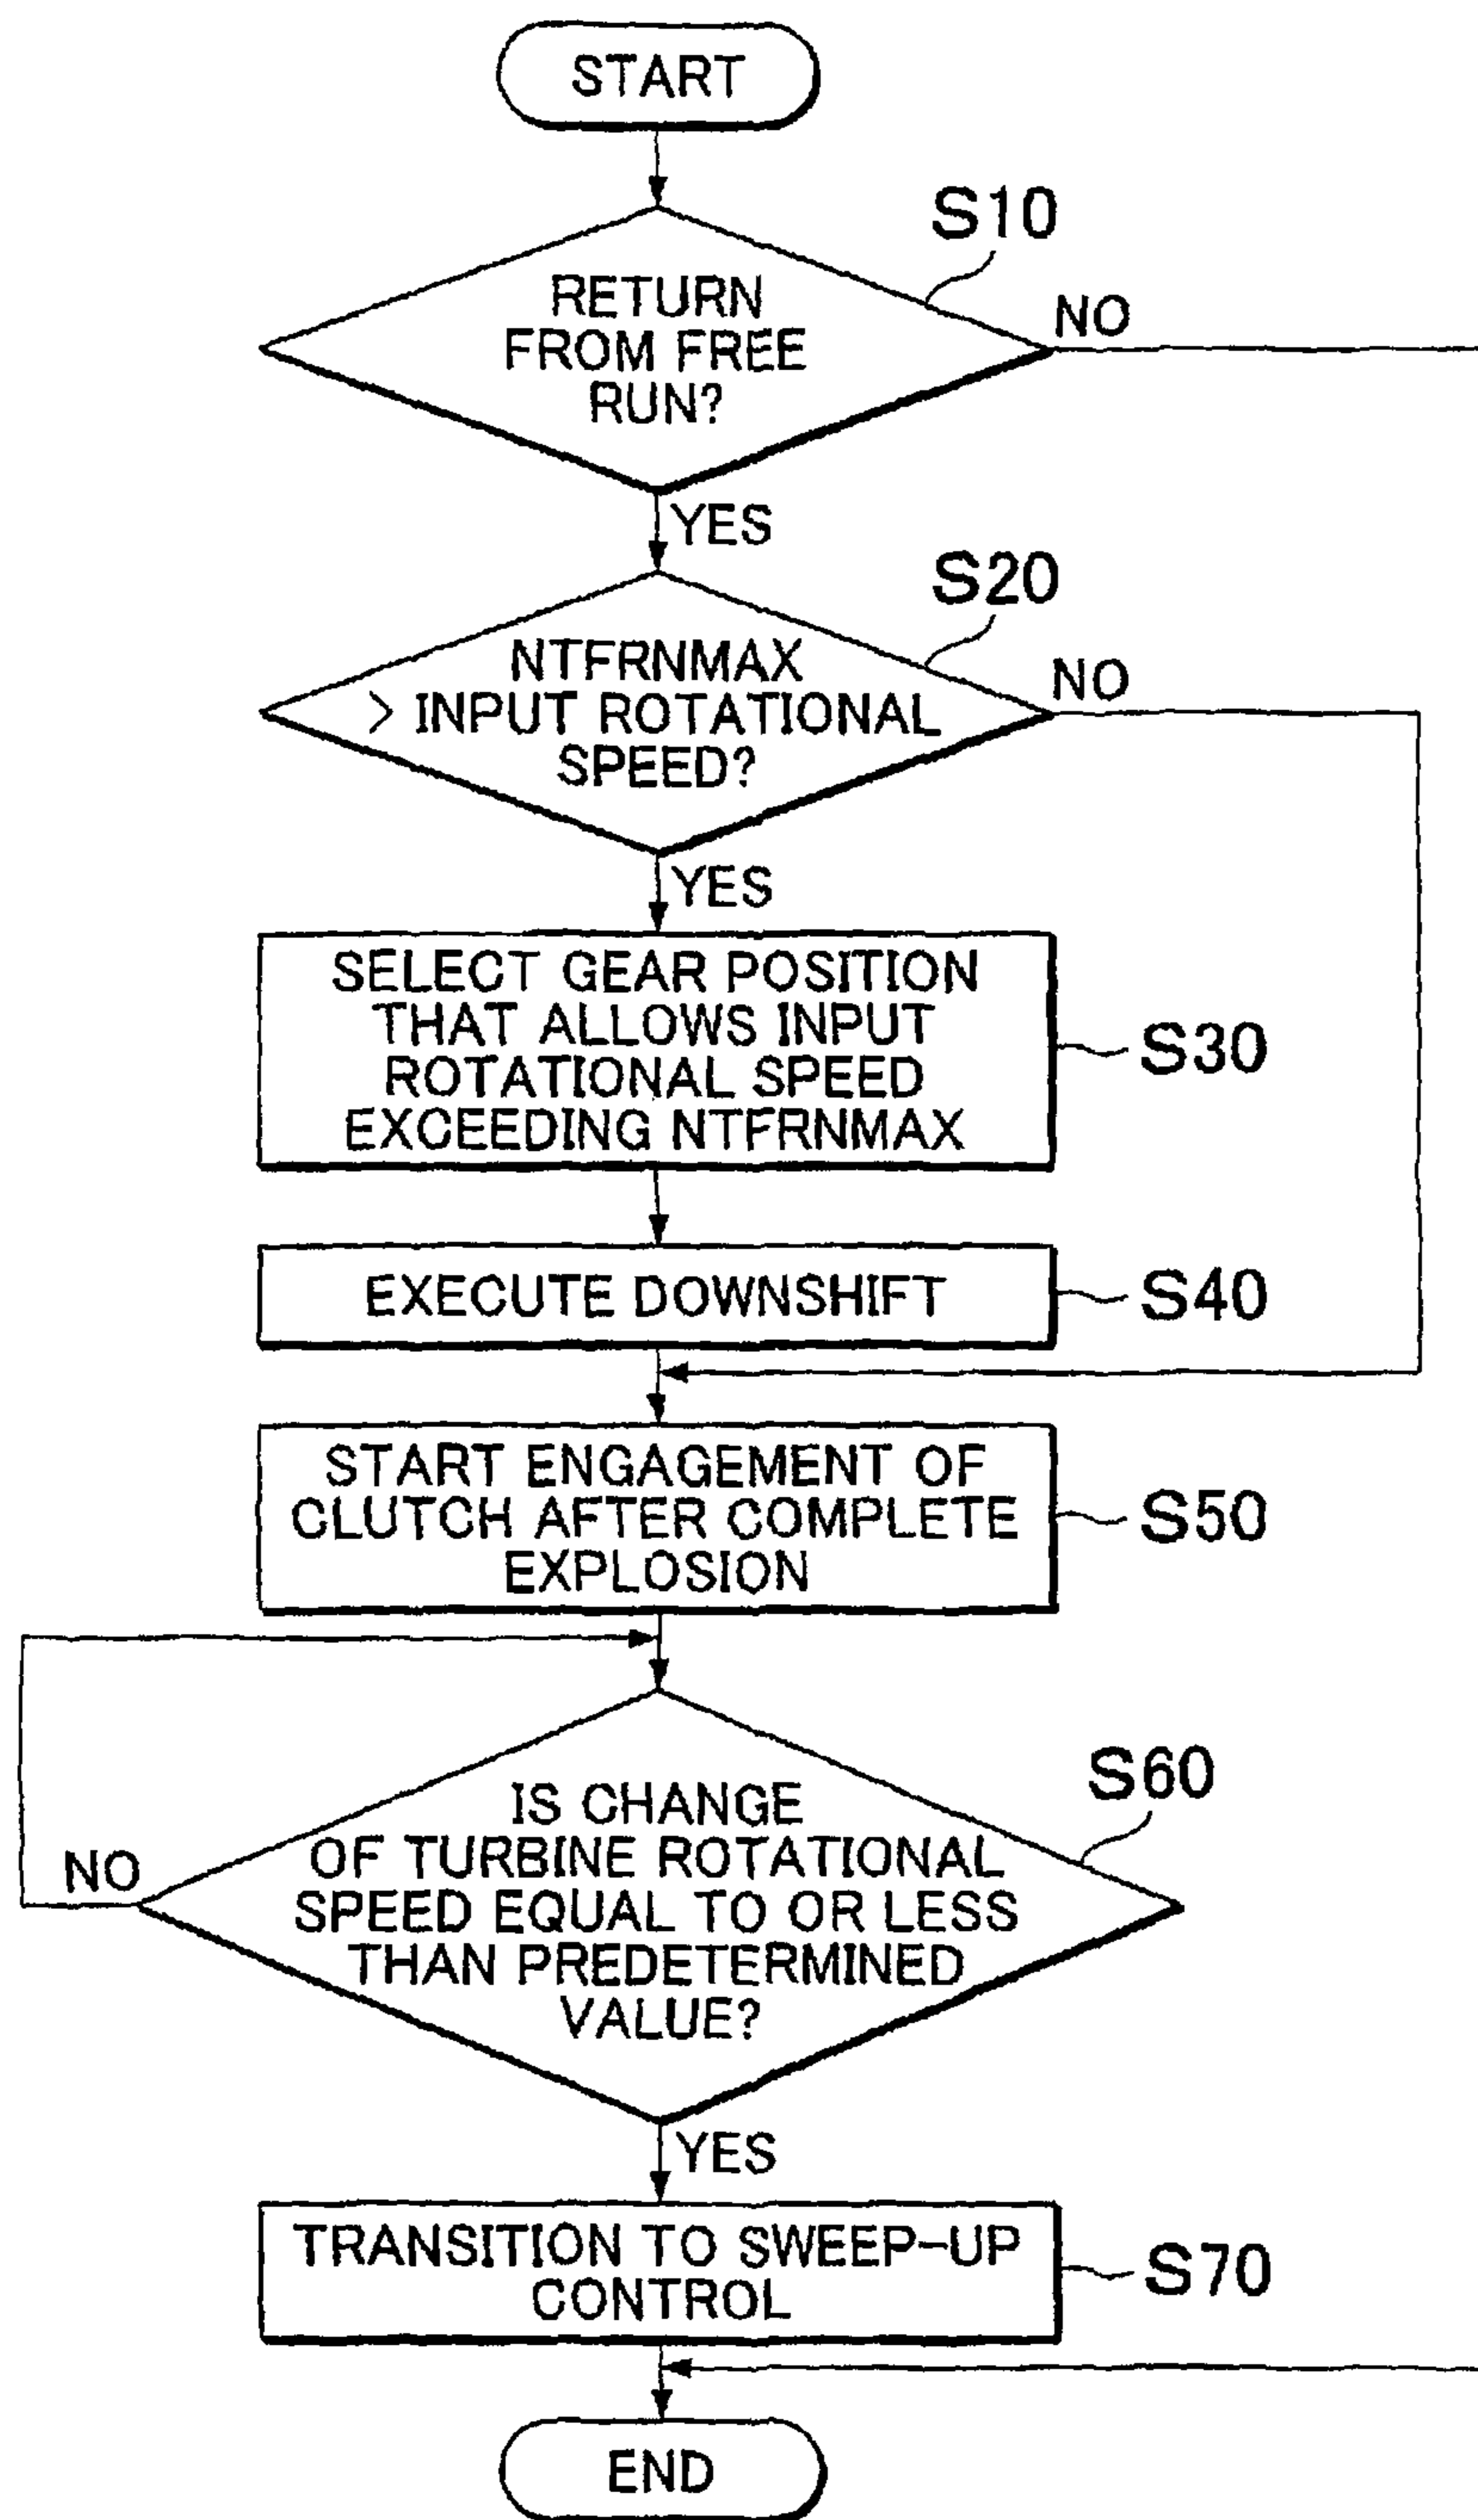 START
S10
RETURN
FROM FREE
RUN?
NO
YES
S20
NTFRNMAX
> INPUT ROTATIONAL
SPEED?
NO
YES
SELECT GEAR POSITION
THAT ALLOWS INPUT
ROTATIONAL SPEED
EXCEEDING NTFRNMAX
S30
EXECUTE DOWNSHIFT
S40
START ENGAGEMENT OF
CLUTCH AFTER COMPLETE
EXPLOSION
S50
S60
IS CHANGE
OF TURBINE ROTATIONAL
SPEED EQUAL TO OR LESS
THAN PREDETERMINED
VALUE?
NO
YES
TRANSITION TO SWEEP-UP
CONTROL
S70
END